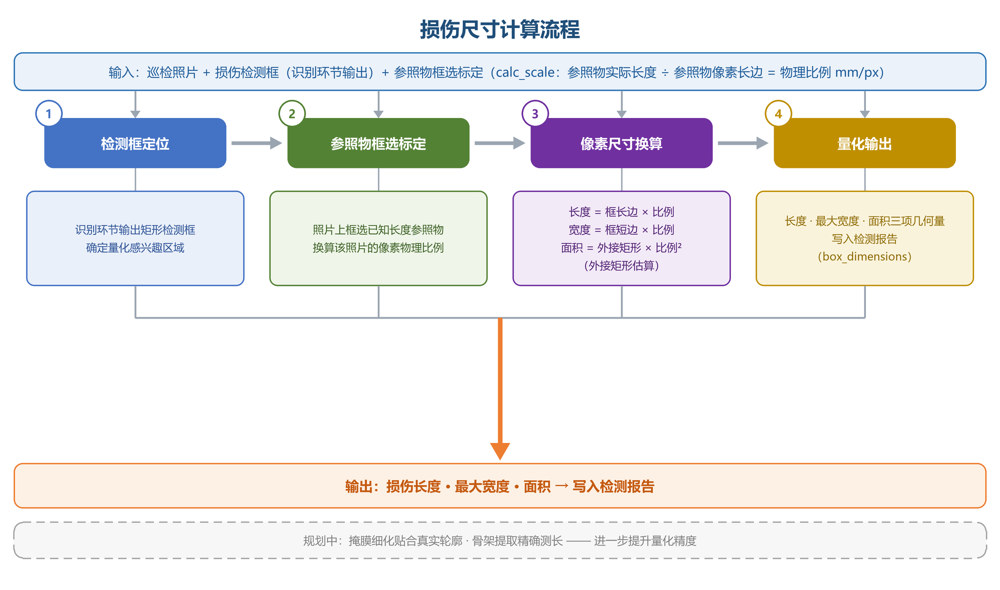 损伤尺寸计算流程
输入：巡检照片 + 损伤检测框（识别环节输出）+ 参照物框选标定（calc_scale：参照物实际长度 ÷ 参照物像素长边 = 物理比例 mm/px）
1
检测框定位
识别环节输出矩形检测框
确定量化感兴趣区域
2
参照物框选标定
照片上框选已知长度参照物
换算该照片的像素物理比例
3
像素尺寸换算
长度 = 框长边 × 比例
宽度 = 框短边 × 比例
面积 = 外接矩形 × 比例²
（外接矩形估算）
4
量化输出
长度 · 最大宽度 · 面积三项几何量
写入检测报告
（box_dimensions）
输出：损伤长度 · 最大宽度 · 面积 → 写入检测报告
规划中：掩膜细化贴合真实轮廓 · 骨架提取精确测长 —— 进一步提升量化精度